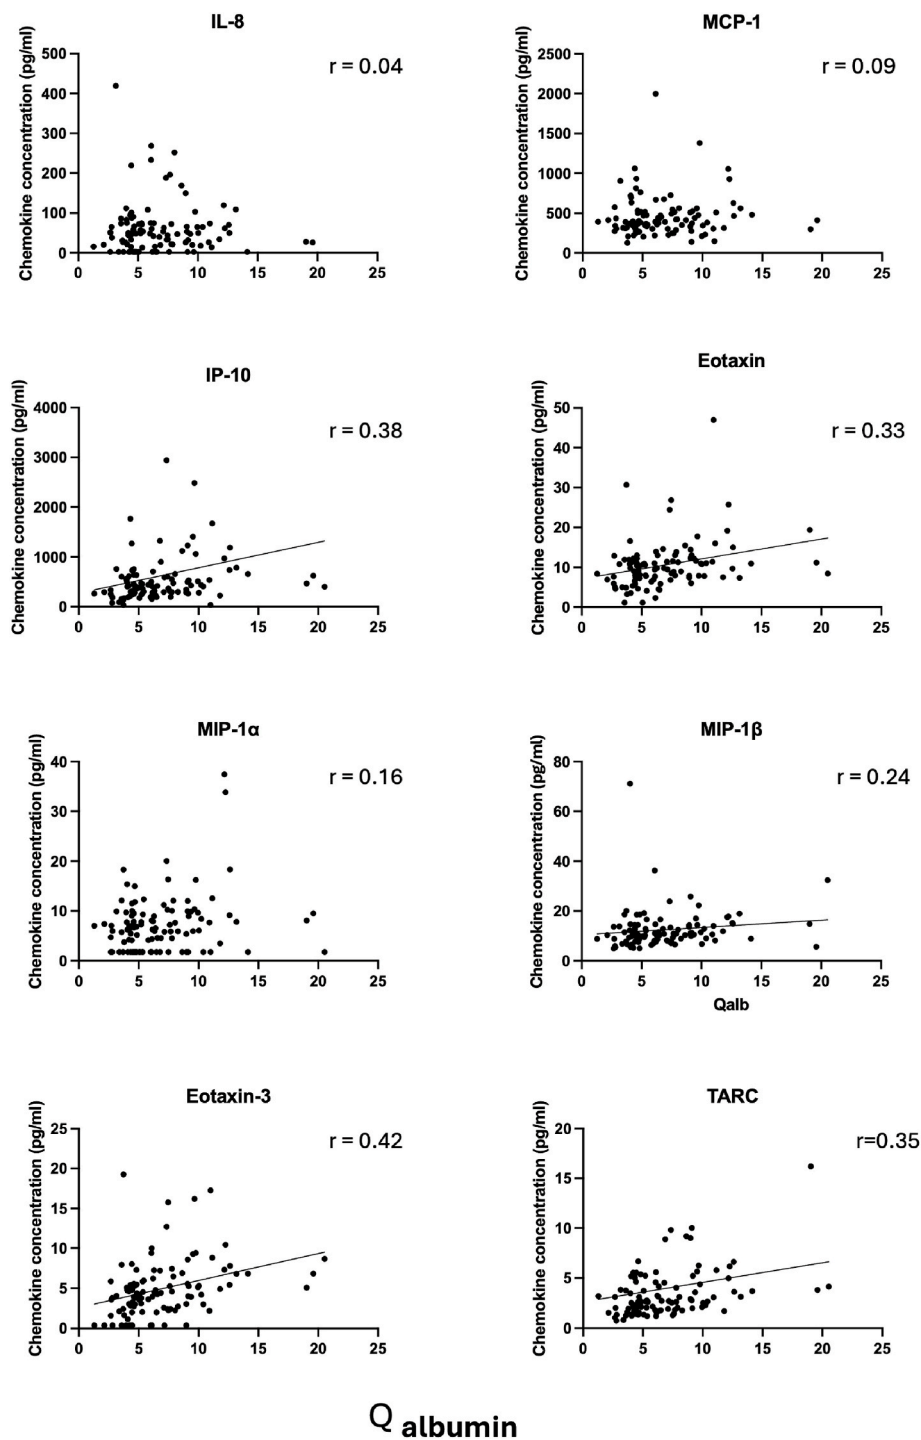 IL-8
Chemokine concentration (pg/ml)
500
400
300
200
100
0
r = 0.04
0 5 10 15 20 25
MCP-1
Chemokine concentration (pg/ml)
2500
2000
1500
1000
500
0
r = 0.09
0 5 10 15 20 25
IP-10
Chemokine concentration (pg/ml)
4000
3000
2000
1000
0
r = 0.38
0 5 10 15 20 25
Eotaxin
Chemokine concentration (pg/ml)
50
40
30
20
10
0
r = 0.33
0 5 10 15 20 25
MIP-1α
Chemokine concentration (pg/ml)
40
30
20
10
0
r = 0.16
0 5 10 15 20 25
MIP-1β
Chemokine concentration (pg/ml)
80
60
40
20
0
r = 0.24
0 5 10 15 20 25
Qalb
Eotaxin-3
Chemokine concentration (pg/ml)
25
20
15
10
5
0
r = 0.42
0 5 10 15 20 25
TARC
Chemokine concentration (pg/ml)
20
15
10
5
0
r=0.35
0 5 10 15 20 25
Q albumin